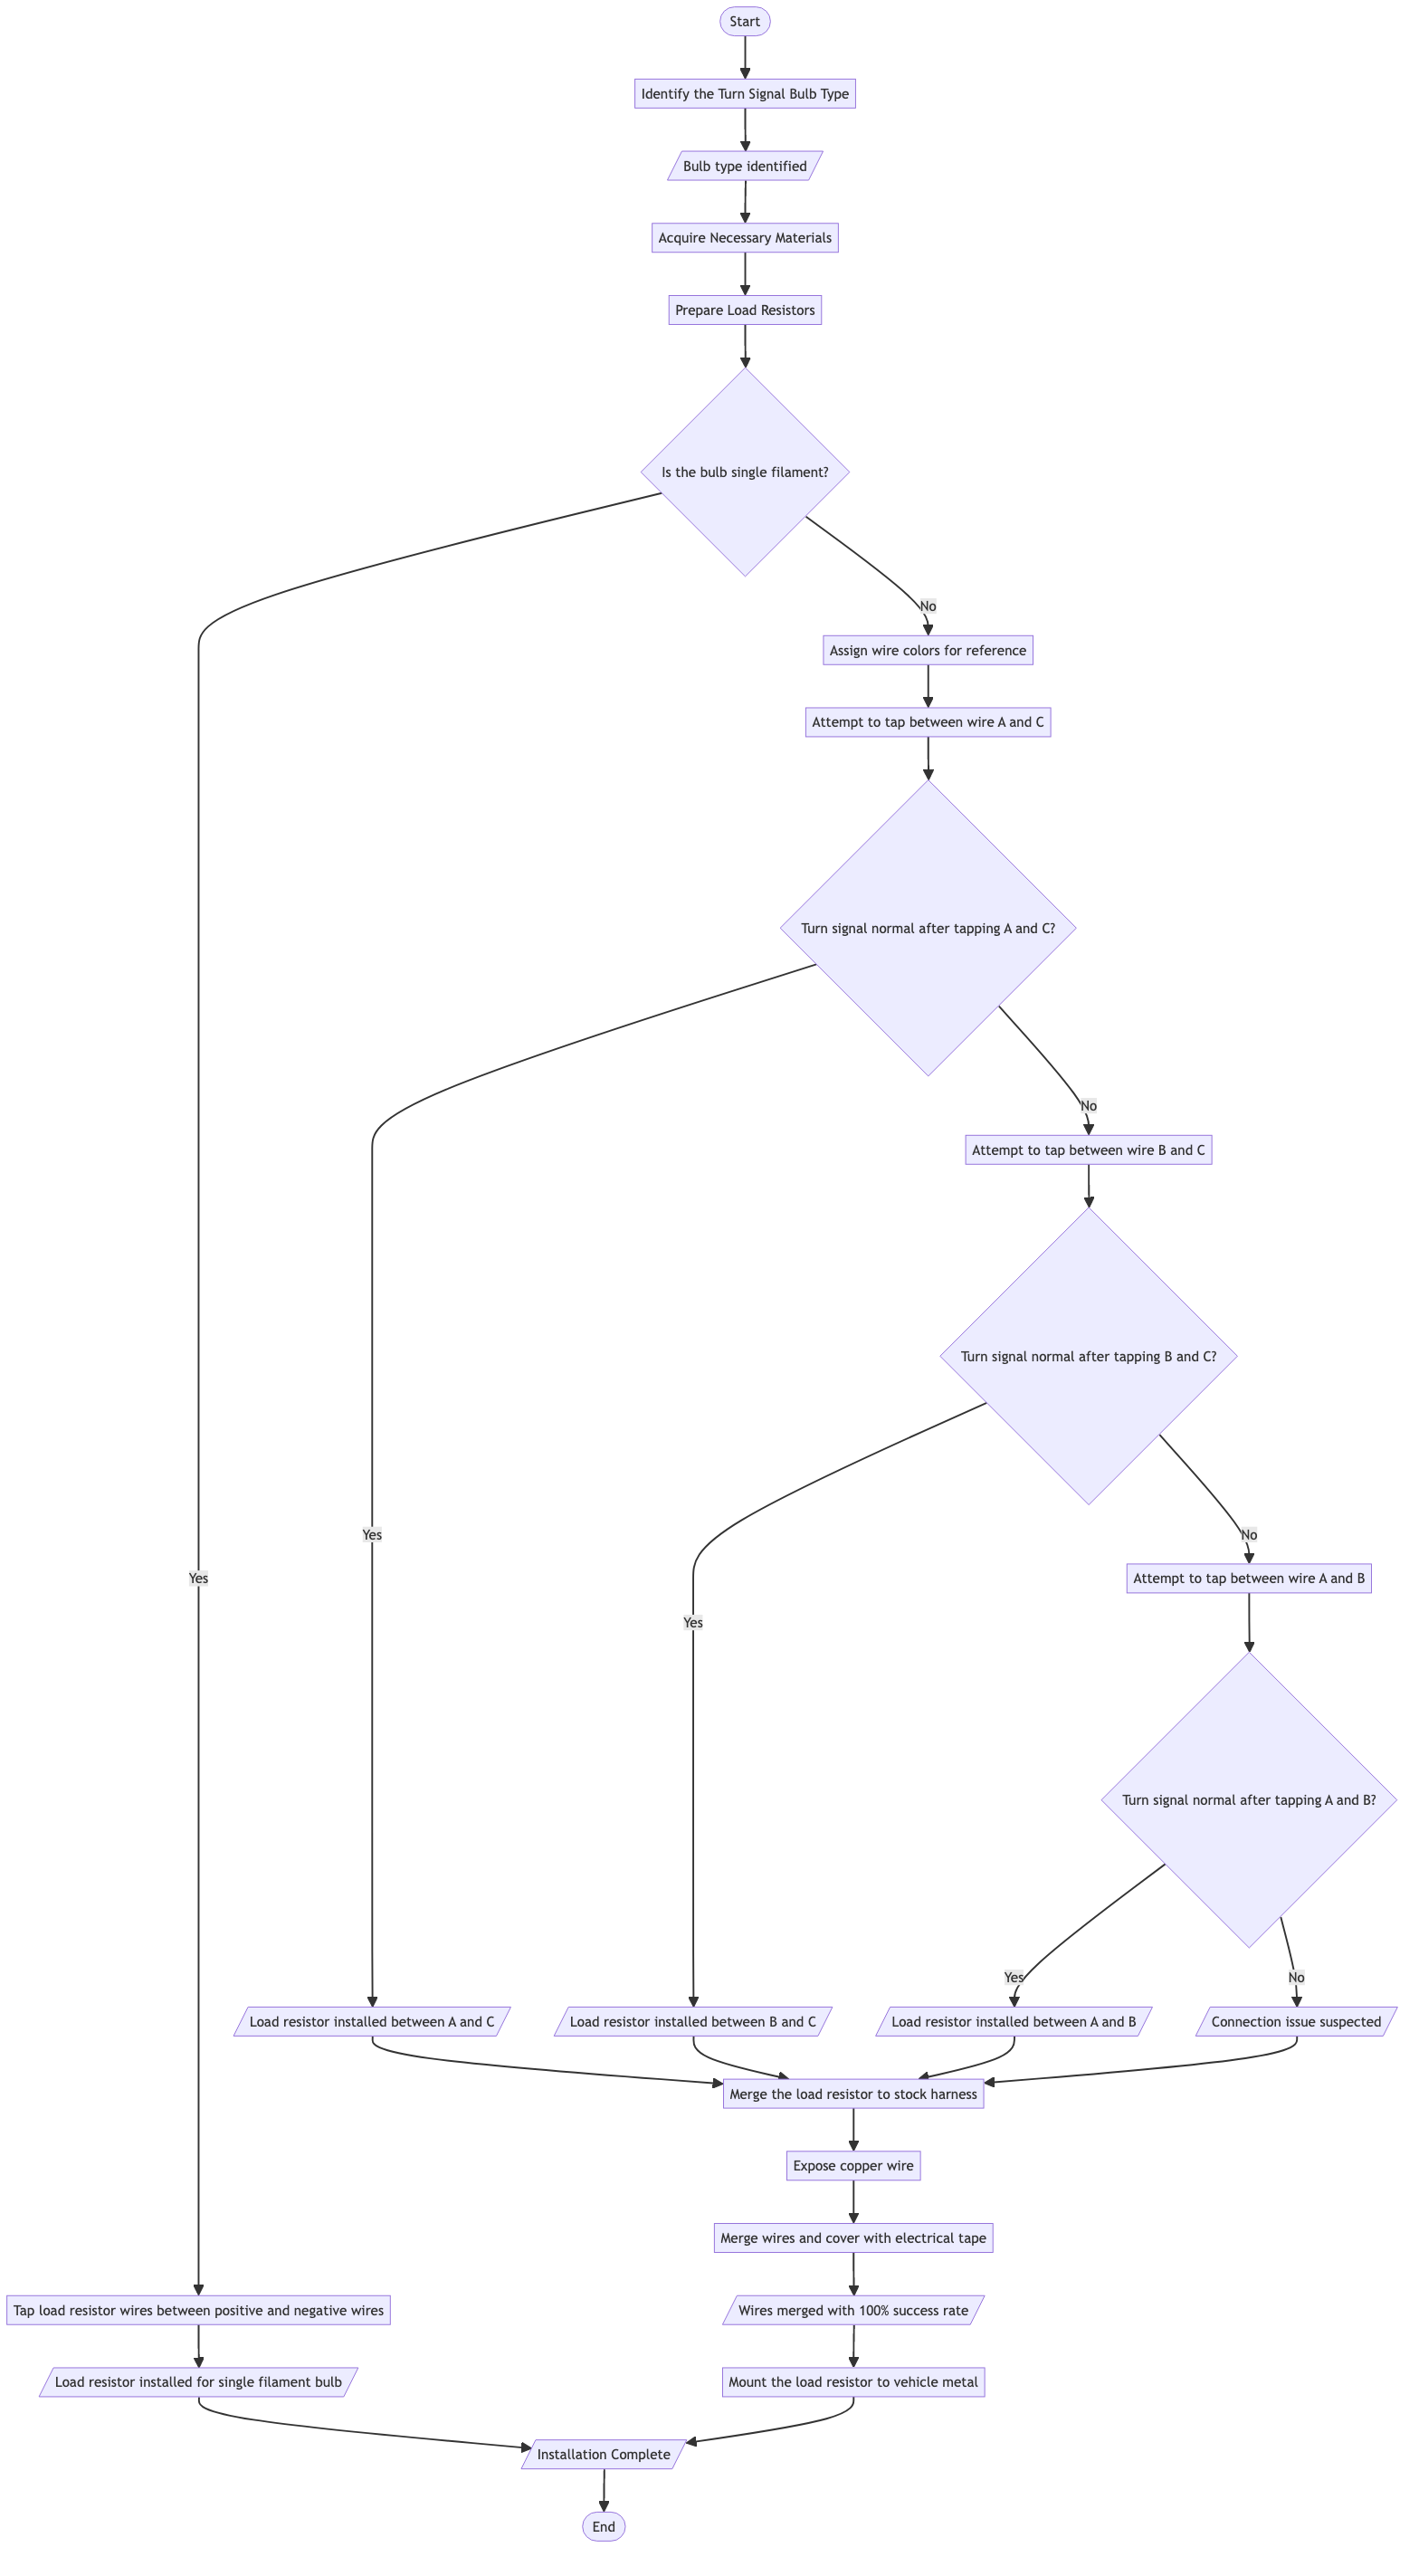 Start
Identify the Turn Signal Bulb Type
Bulb type identified
Acquire Necessary Materials
Prepare Load Resistors
Is the bulb single filament?
No
Assign wire colors for reference
Attempt to tap between wire A and C
Turn signal normal after tapping A and C?
No
Attempt to tap between wire B and C
Turn signal normal after tapping B and C?
Yes
No
Yes
Attempt to tap between wire A and B
Yes
Turn signal normal after tapping A and B?
Yes
No
Load resistor installed between A and C
Load resistor installed between B and C
Load resistor installed between A and B
Connection issue suspected
Merge the load resistor to stock harness
Expose copper wire
Merge wires and cover with electrical tape
Tap load resistor wires between positive and negative wires
Wires merged with 100% success rate
Load resistor installed for single filament bulb
Mount the load resistor to vehicle metal
Installation Complete
End